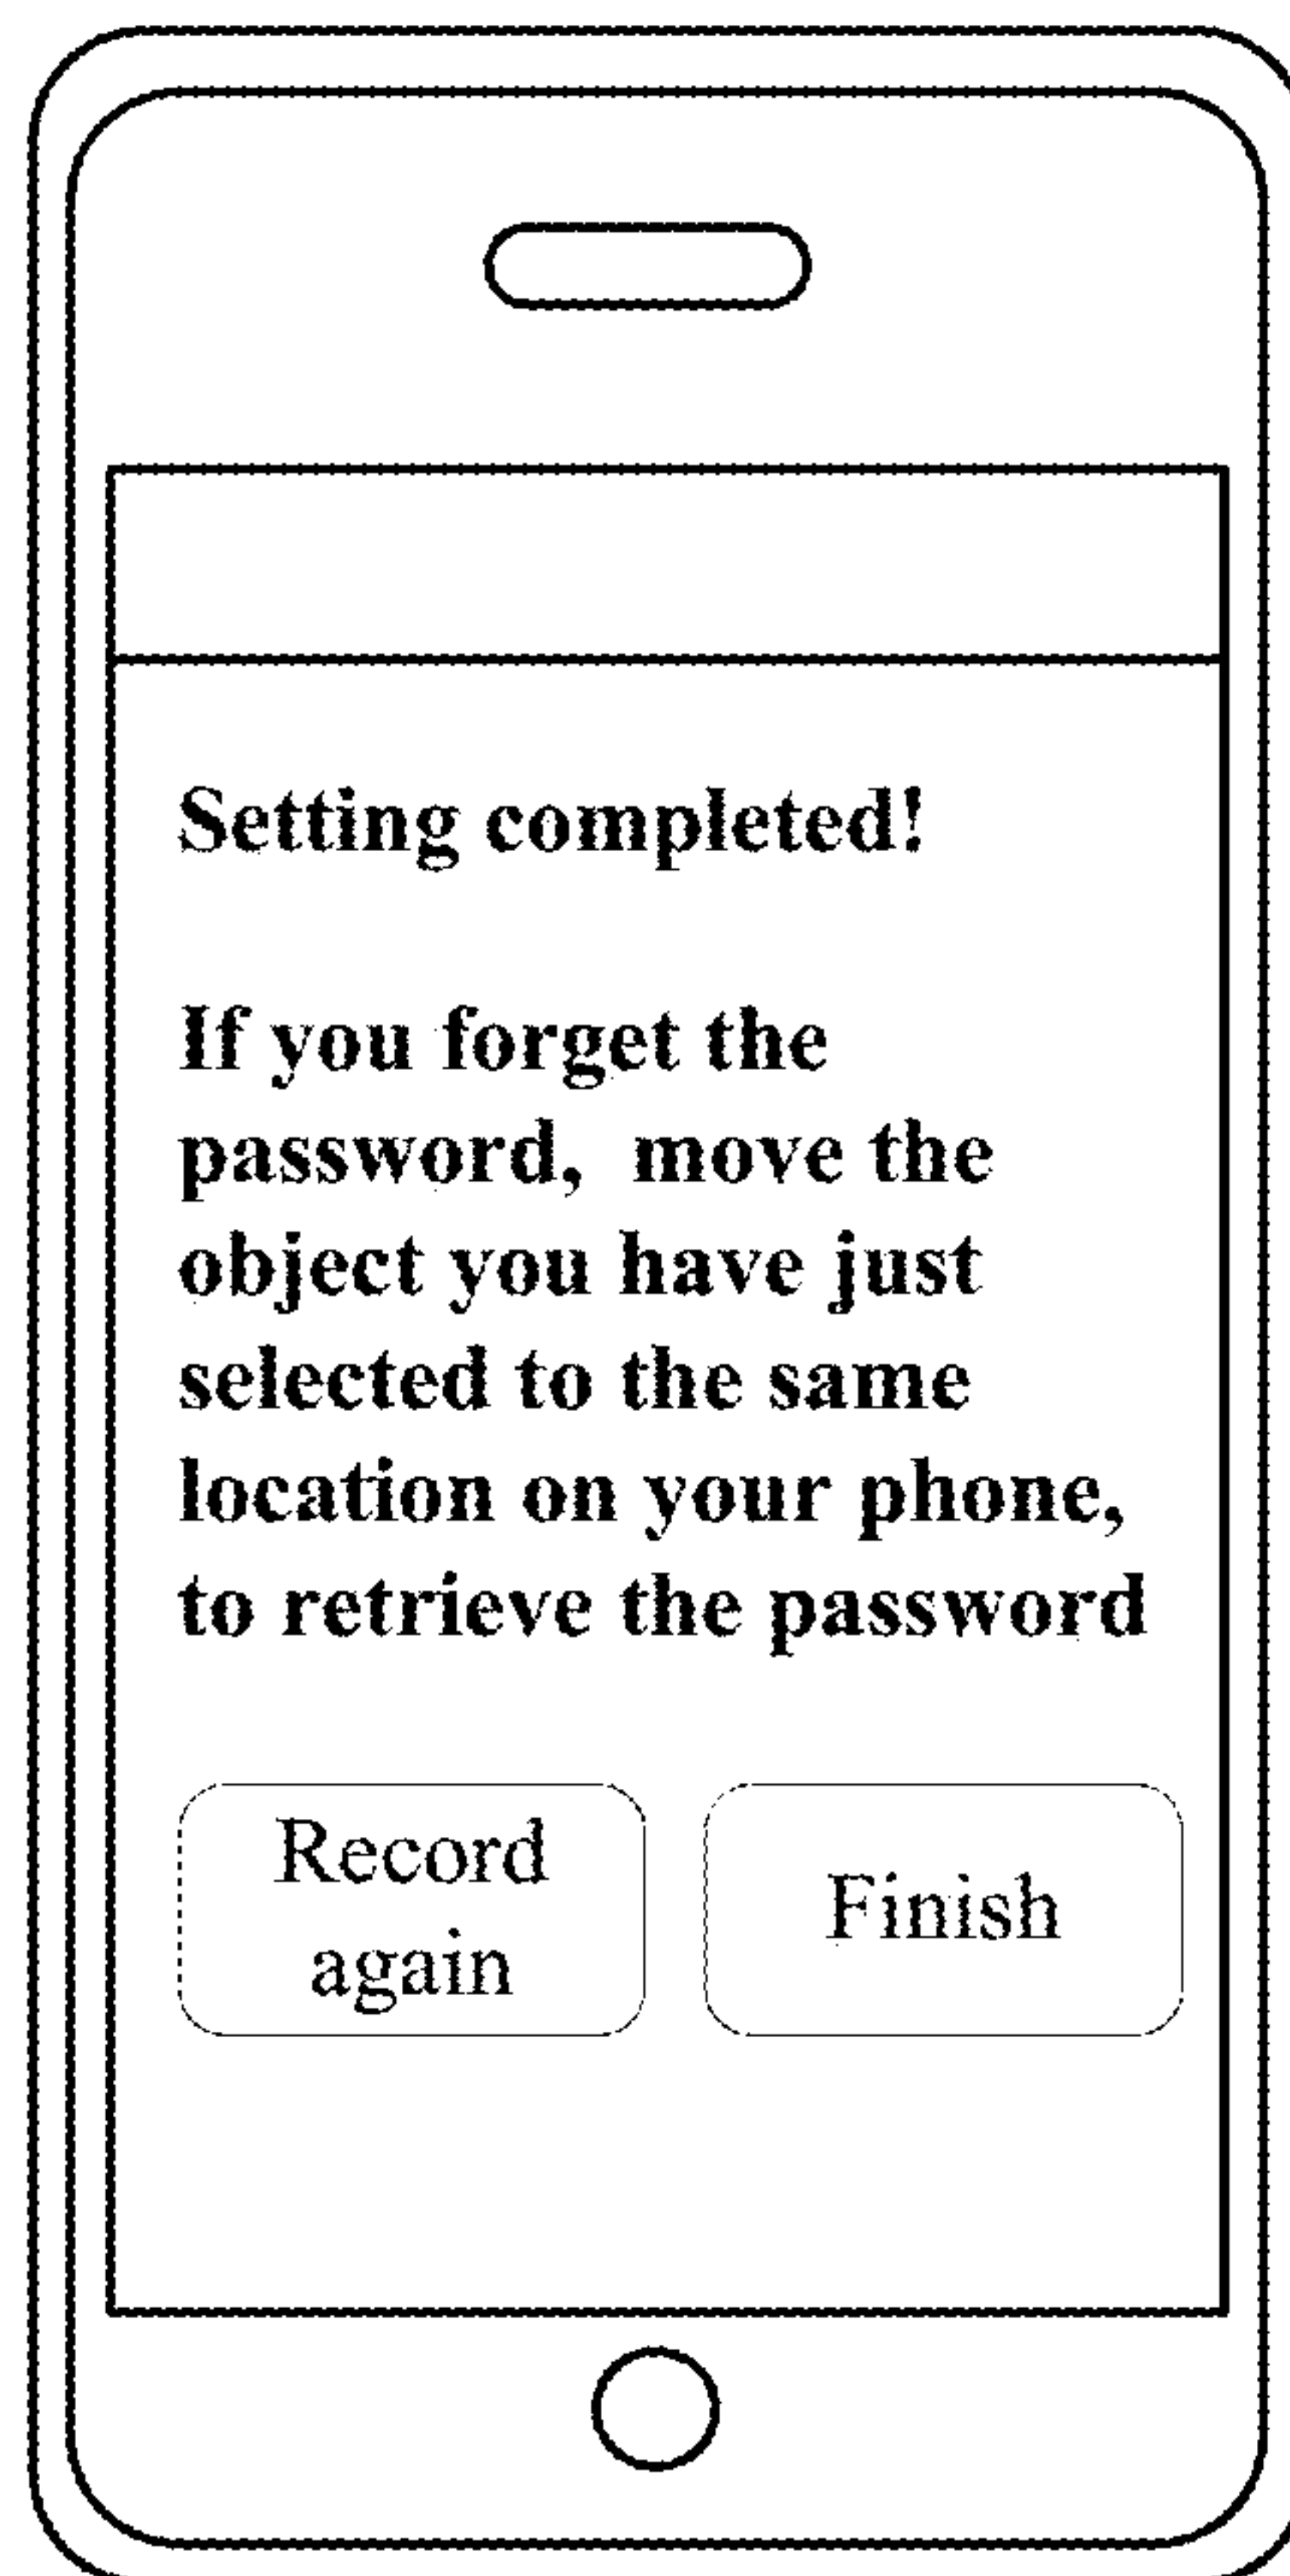 Setting completed!
If you forget the
password, move the
object you have just
selected to the same
location on your phone,
to retrieve the password
Record
again
Finish